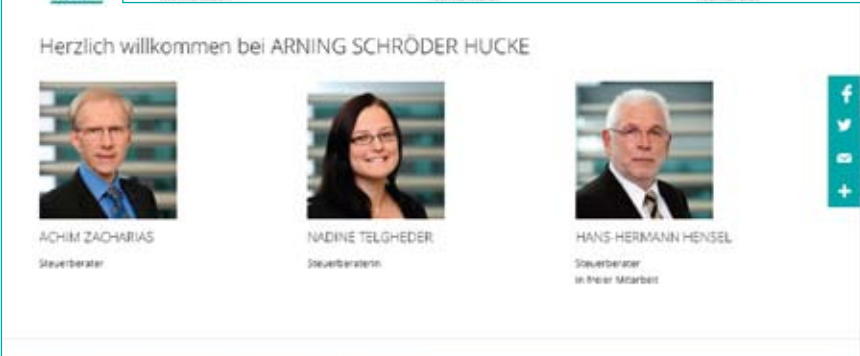 Herzlich willkommen bei ARNING SCHRÖDER HUCKE
ACHIM ZACHARIAS
Steuerberater
NADINE TELGHEDER
Steuerberaterin
HANS-HERMANN HENSEL
Steuerberater
in freier Mitarbeit